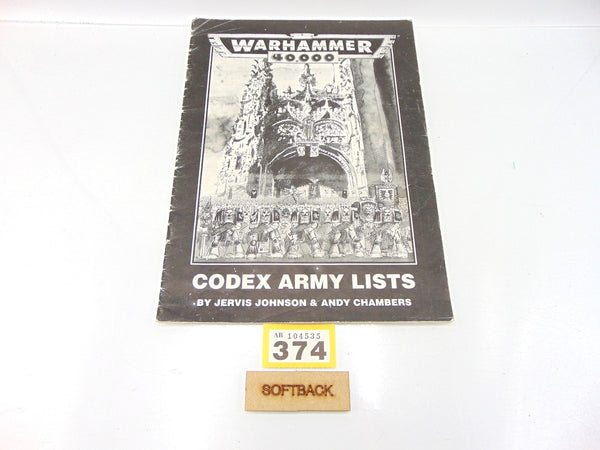 WARHAMMER
40,000
CODEX ARMY LISTS
BY JERVIS JOHNSON & ANDY CHAMBERS
AB 104535
374
SOFTBACK